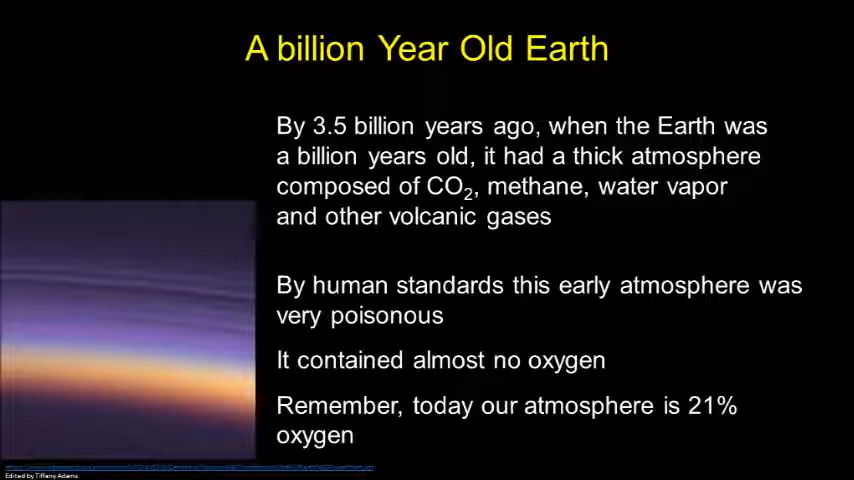 A billion Year Old Earth
By 3.5 billion years ago, when the Earth was
a billion years old, it had a thick atmosphere
composed of CO₂, methane, water vapor
and other volcanic gases
By human standards this early atmosphere was
very poisonous
It contained almost no oxygen
Remember, today our atmosphere is 21%
oxygen
Edited by Tiffany Adams